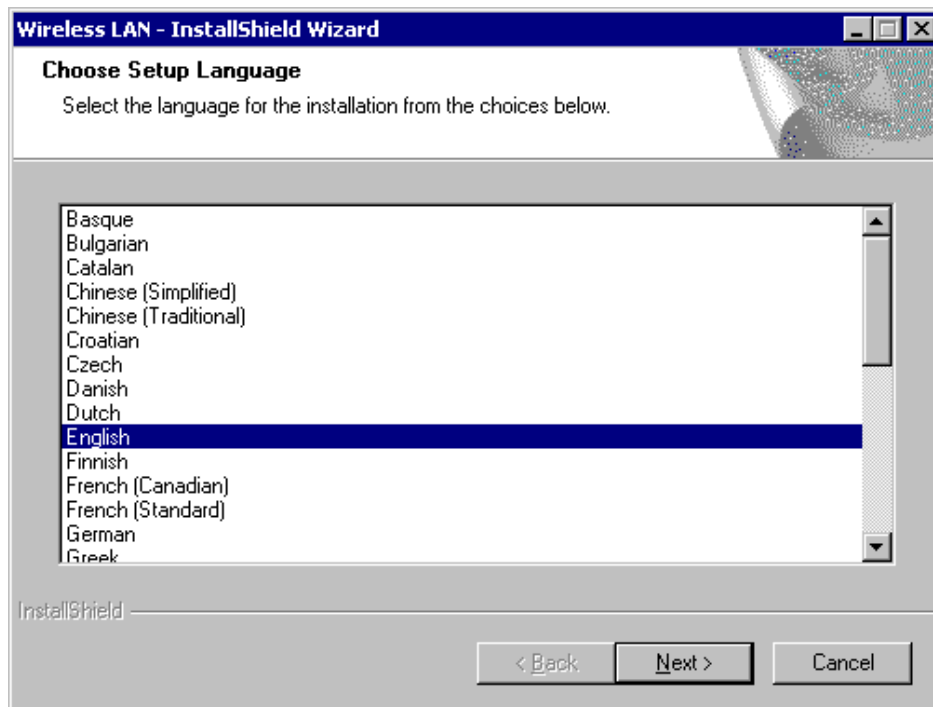 Wireless LAN - InstallShield Wizard
Choose Setup Language
Select the language for the installation from the choices below.
Basque
Bulgarian
Catalan
Chinese (Simplified)
Chinese (Traditional)
Croatian
Czech
Danish
Dutch
English
Finnish
French (Canadian)
French (Standard)
German
Greek
InstallShield
< Back Next > Cancel